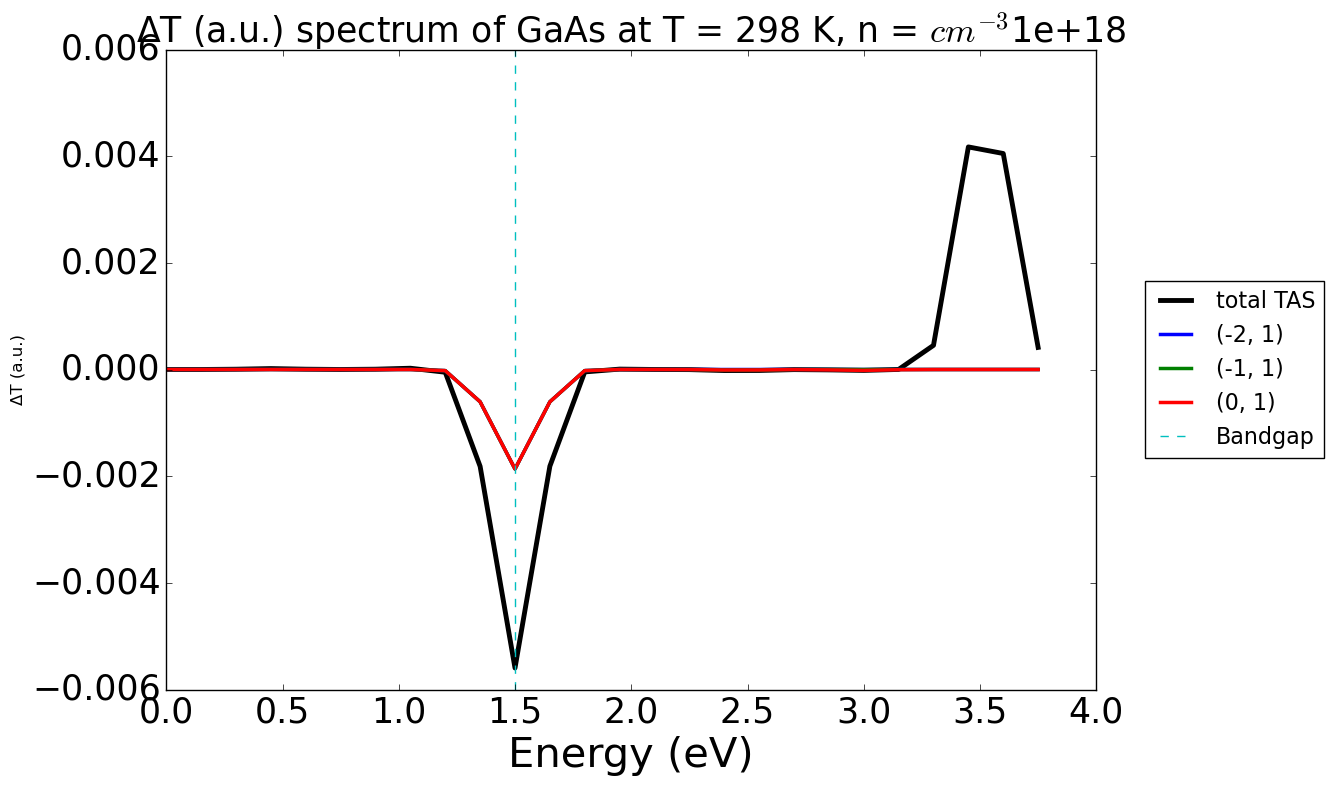 ΔT (a.u.) spectrum of GaAs at T = 298 K, n = cm⁻³1e+18
0.006
0.004
0.002
0.000
−0.002
−0.004
−0.006
ΔT (a.u.)
0.0 0.5 1.0 1.5 2.0 2.5 3.0 3.5 4.0
Energy (eV)
total TAS
(-2, 1)
(-1, 1)
(0, 1)
Bandgap